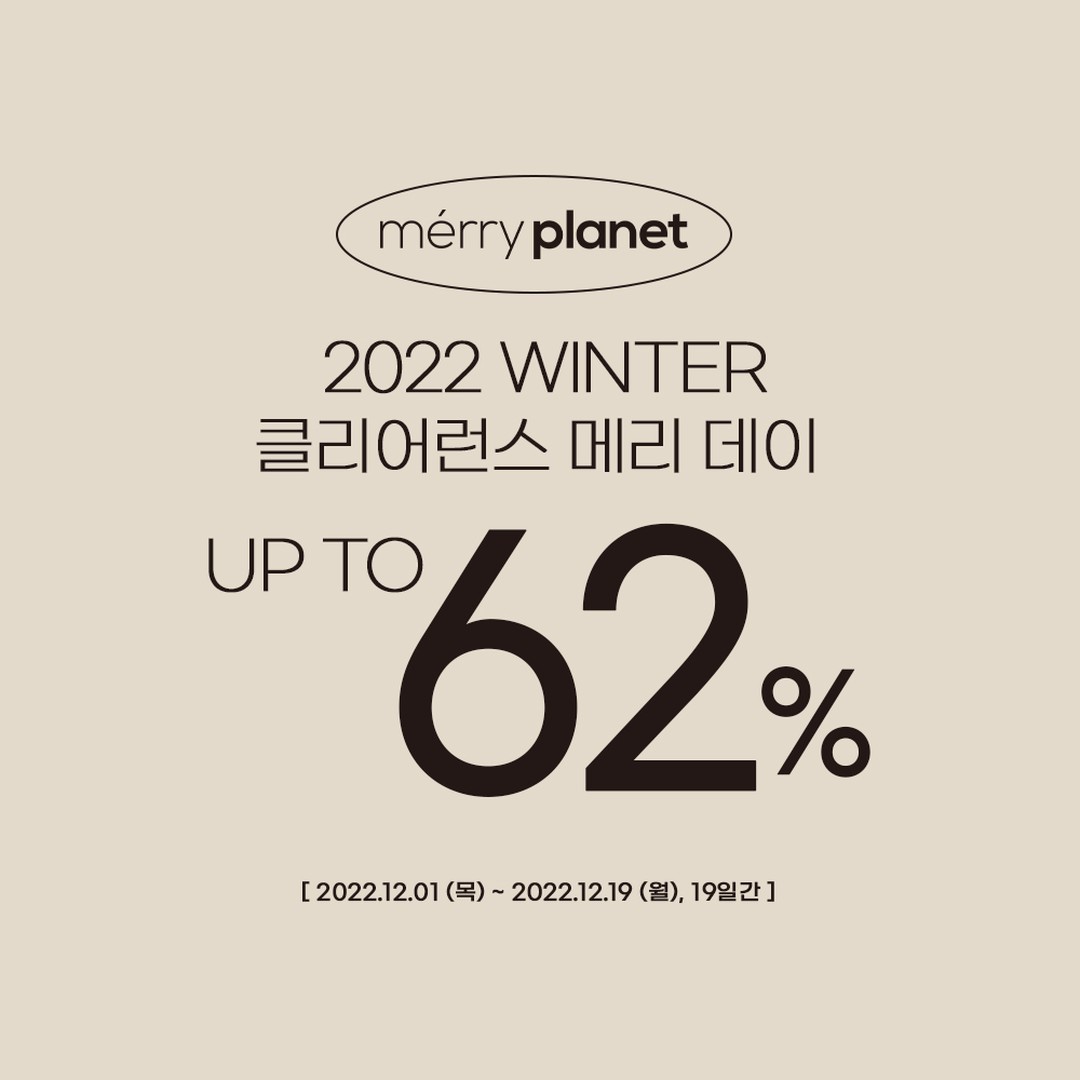 mérry planet
2022 WINTER
클리어런스 메리 데이
UP TO 62%
[ 2022.12.01 (목) ~ 2022.12.19 (월), 19일간 ]